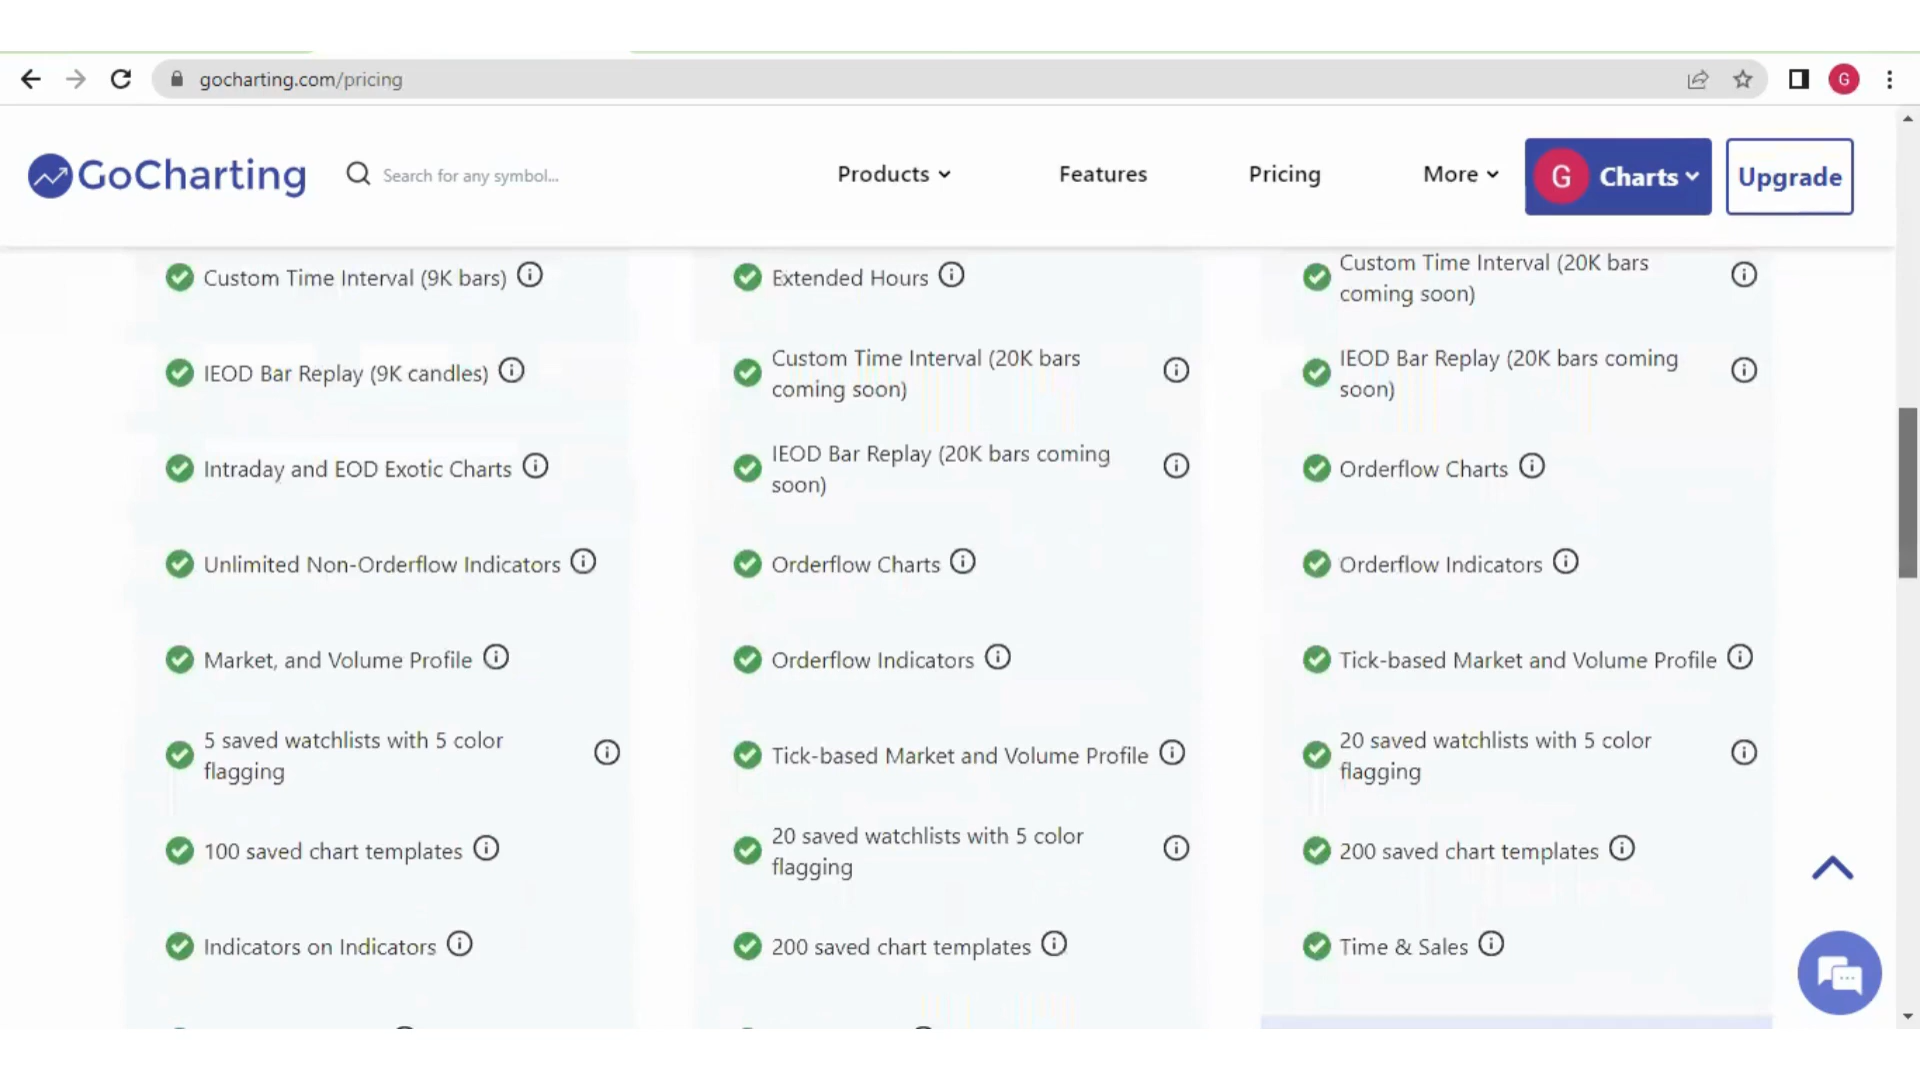 gocharting.com/pricing
G
GoCharting
Search for any symbol...
Products
Features
Pricing
More
G
Charts
Upgrade
Custom Time Interval (9K bars)
IEOD Bar Replay (9K candles)
Intraday and EOD Exotic Charts
Unlimited Non-Orderflow Indicators
Market, and Volume Profile
5 saved watchlists with 5 color
flagging
100 saved chart templates
Indicators on Indicators
Extended Hours
Custom Time Interval (20K bars
coming soon)
IEOD Bar Replay (20K bars coming
soon)
Orderflow Charts
Orderflow Indicators
Tick-based Market and Volume Profile
20 saved watchlists with 5 color
flagging
200 saved chart templates
Custom Time Interval (20K bars
coming soon)
IEOD Bar Replay (20K bars coming
soon)
Orderflow Charts
Orderflow Indicators
Tick-based Market and Volume Profile
20 saved watchlists with 5 color
flagging
200 saved chart templates
Time & Sales